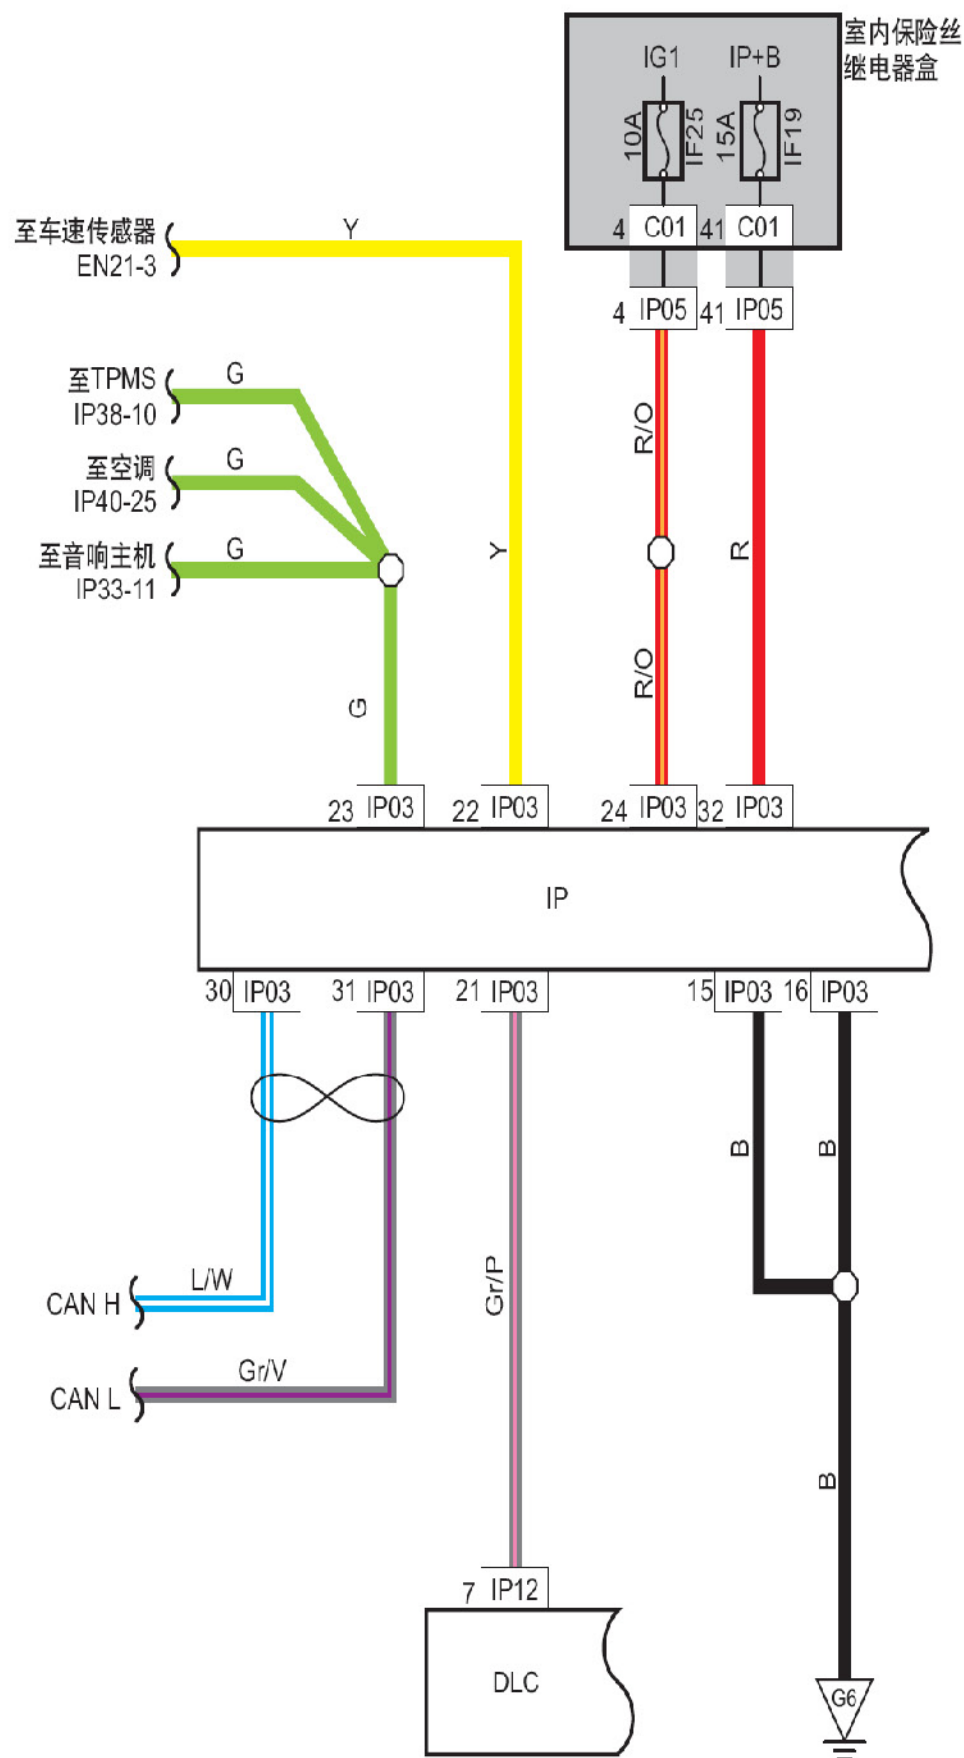 室内保险丝
继电器盒
IG1 IP+B
10A IF25 15A IF19
4 C01 41 C01
4 IP05 41 IP05
至车速传感器
EN21-3
Y
至TPMS
IP38-10
G
至空调
IP40-25
G
至音响主机
IP33-11
G
R/O
Y
R
R/O
G
23 IP03 22 IP03 24 IP03 32 IP03
IP
30 IP03 31 IP03 21 IP03 15 IP03 16 IP03
B B
L/W
CAN H
Gr/P
Gr/V
CAN L
B
7 IP12
DLC
G6